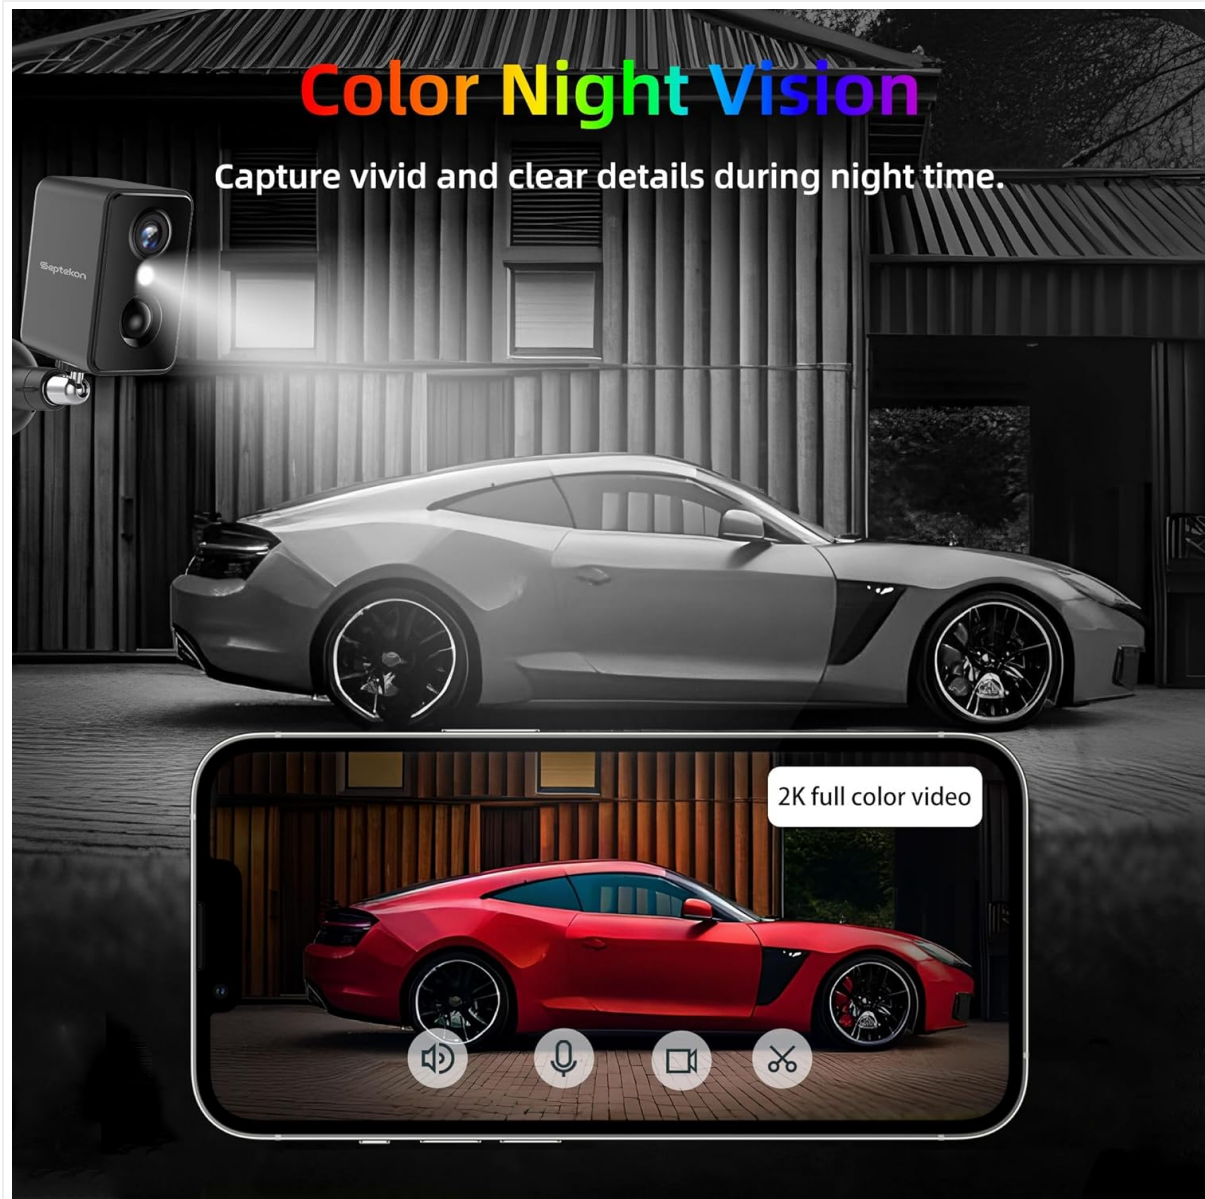 Color Night Vision
Capture vivid and clear details during night time.
Septekon
2K full color video